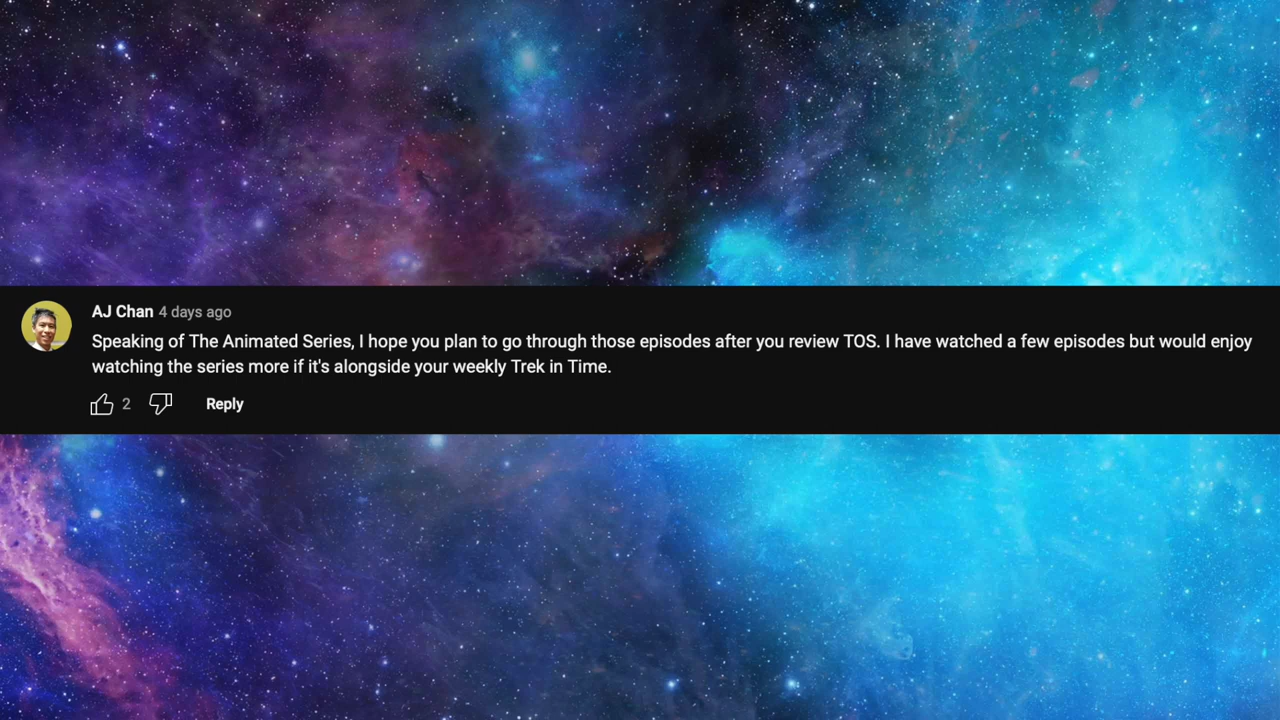 AJ Chan 4 days ago
Speaking of The Animated Series, I hope you plan to go through those episodes after you review TOS. I have watched a few episodes but would enjoy
watching the series more if it's alongside your weekly Trek in Time.
2 Reply